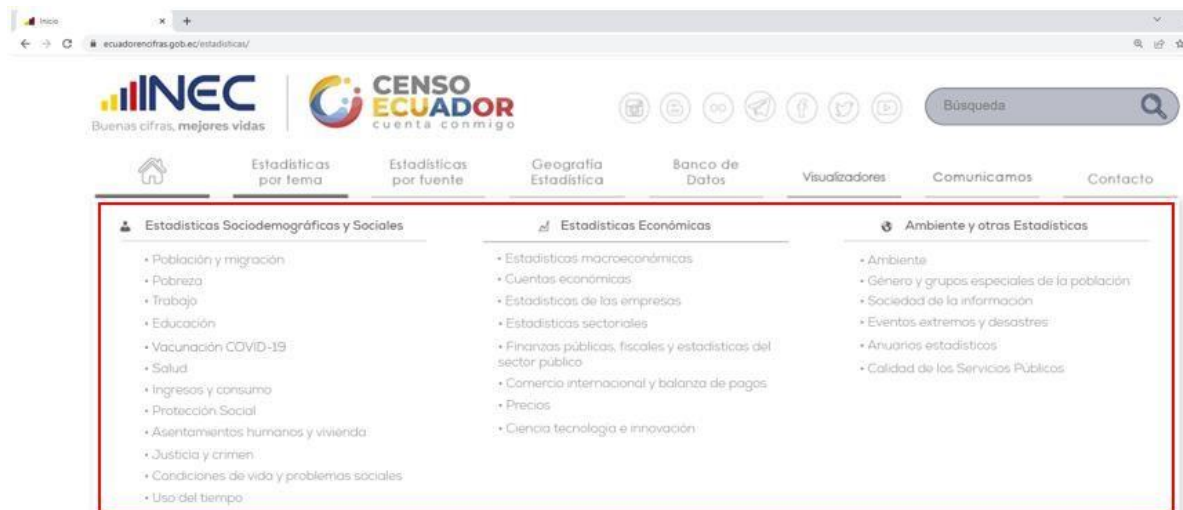 Inicio
ecuadorencifras.gob.ec/estadisticas/
INEC
Buenas cifras, mejores vidas
CENSO
ECUADOR
cuenta conmigo
Búsqueda
Estadísticas
por tema
Estadísticas
por fuente
Geografía
Estadística
Banco de
Datos
Visualizadores
Comunicamos
Contacto
Estadísticas Sociodemográficas y Sociales
• Población y migración
• Pobreza
• Trabajo
• Educación
• Vacunación COVID-19
• Salud
• Ingresos y consumo
• Protección Social
• Asentamientos humanos y vivienda
• Justicia y crimen
• Condiciones de vida y problemas sociales
• Uso del tiempo
Estadísticas Económicas
• Estadísticas macroeconómicas
• Cuentas económicas
• Estadísticas de las empresas
• Estadísticas sectoriales
• Finanzas públicas, fiscales y estadísticas del
sector público
• Comercio internacional y balanza de pagos
• Precios
• Ciencia tecnología e innovación
Ambiente y otras Estadísticas
• Ambiente
• Género y grupos especiales de la población
• Sociedad de la información
• Eventos extremos y desastres
• Anuarios estadísticos
• Calidad de los Servicios Públicos